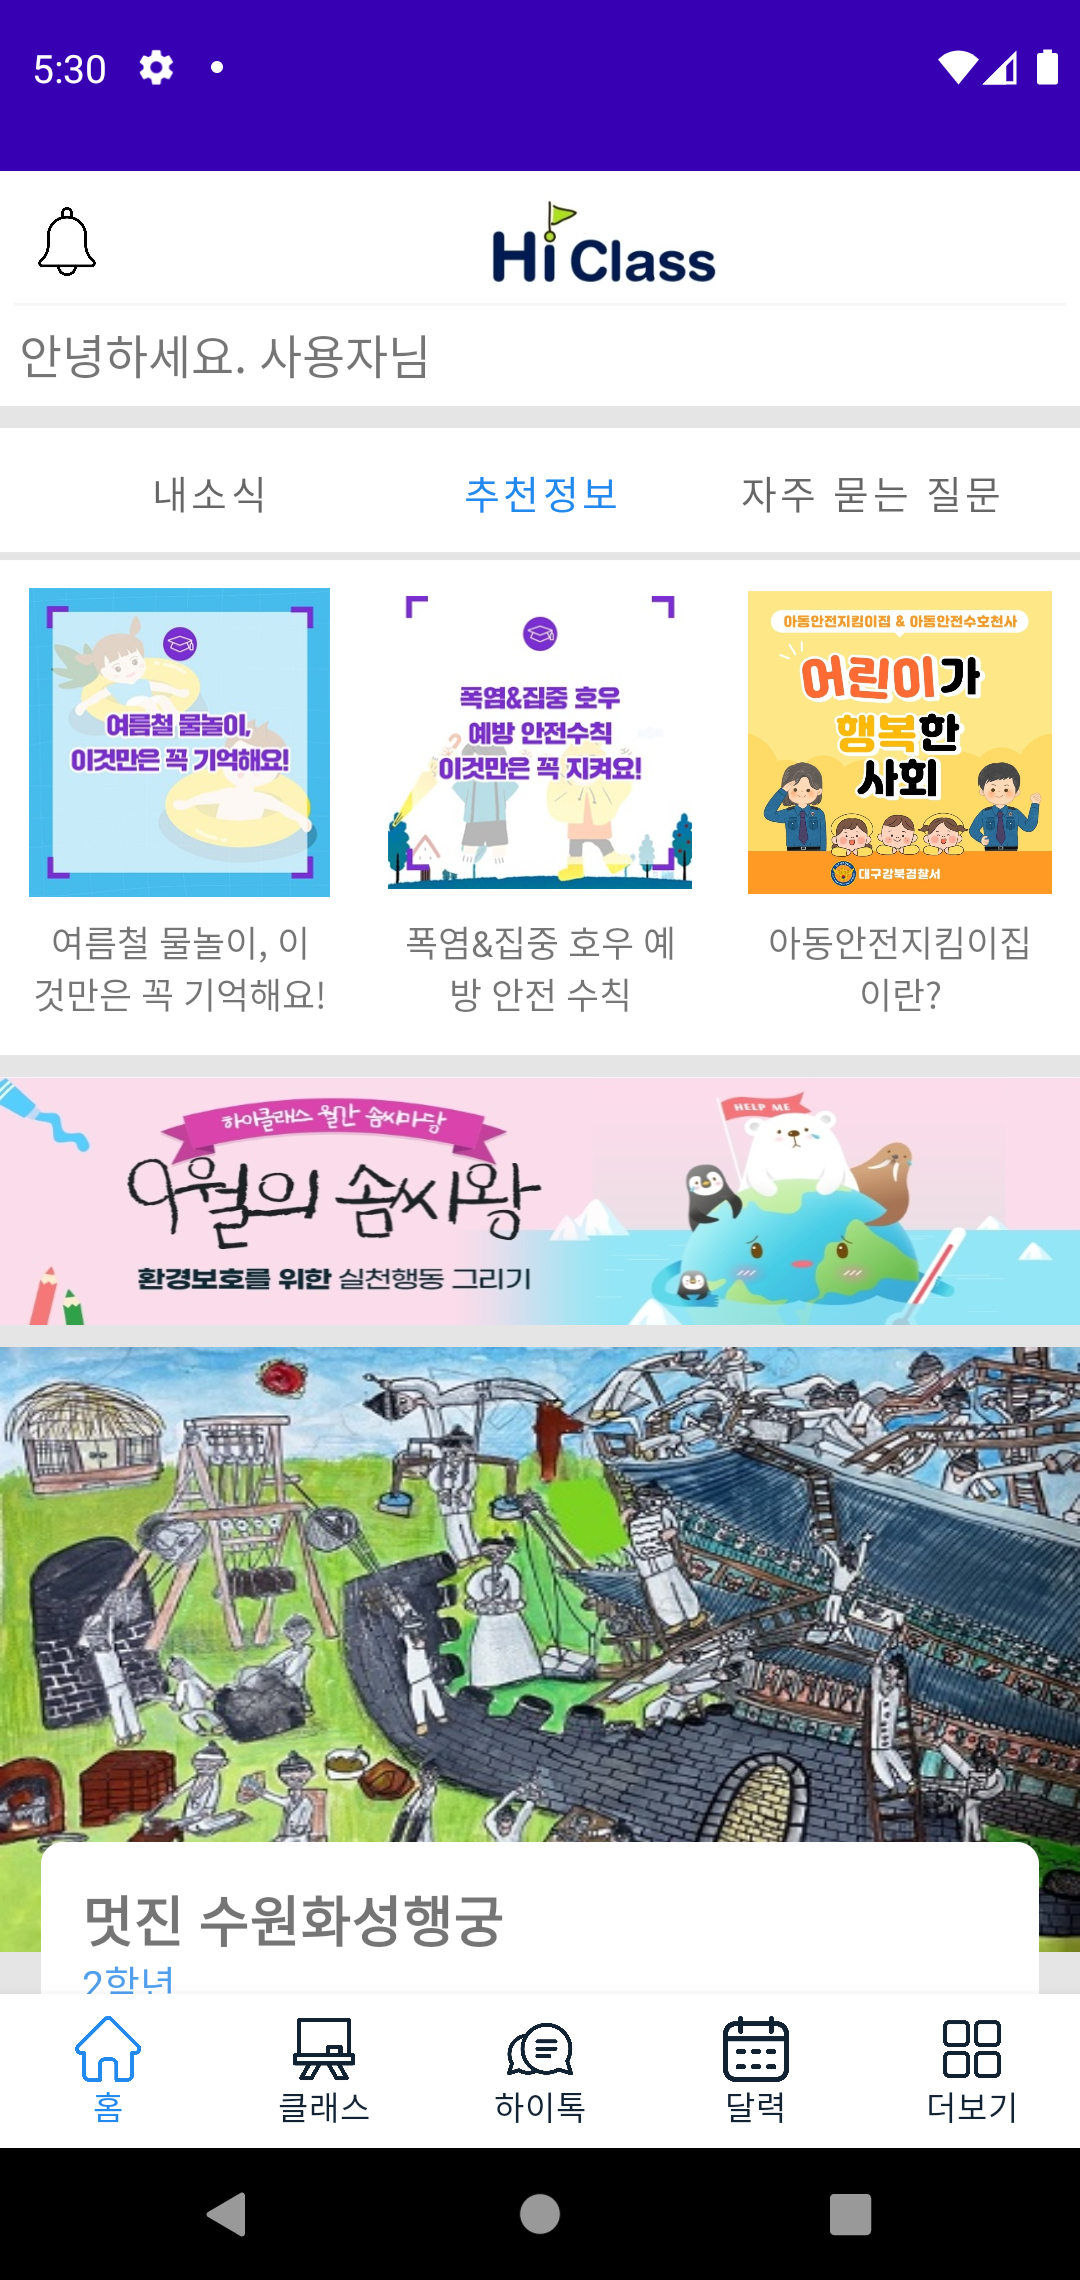 5:30
Hi Class
안녕하세요. 사용자님
내소식 추천정보 자주 묻는 질문
여름철 물놀이,
이것만은 꼭 기억해요!
폭염&집중 호우
예방 안전수칙
이것만은 꼭 지켜요!
아동안전지킴이집 & 아동안전수호천사
어린이가
행복한
사회
대구강북경찰서
여름철 물놀이, 이
것만은 꼭 기억해요!
폭염&집중 호우 예
방 안전 수칙
아동안전지킴이집
이란?
하이클래스 월간 솜씨마당
9월의 솜씨왕
환경보호를 위한 실천행동 그리기
HELP ME
멋진 수원화성행궁
2학년
홈 클래스 하이톡 달력 더보기